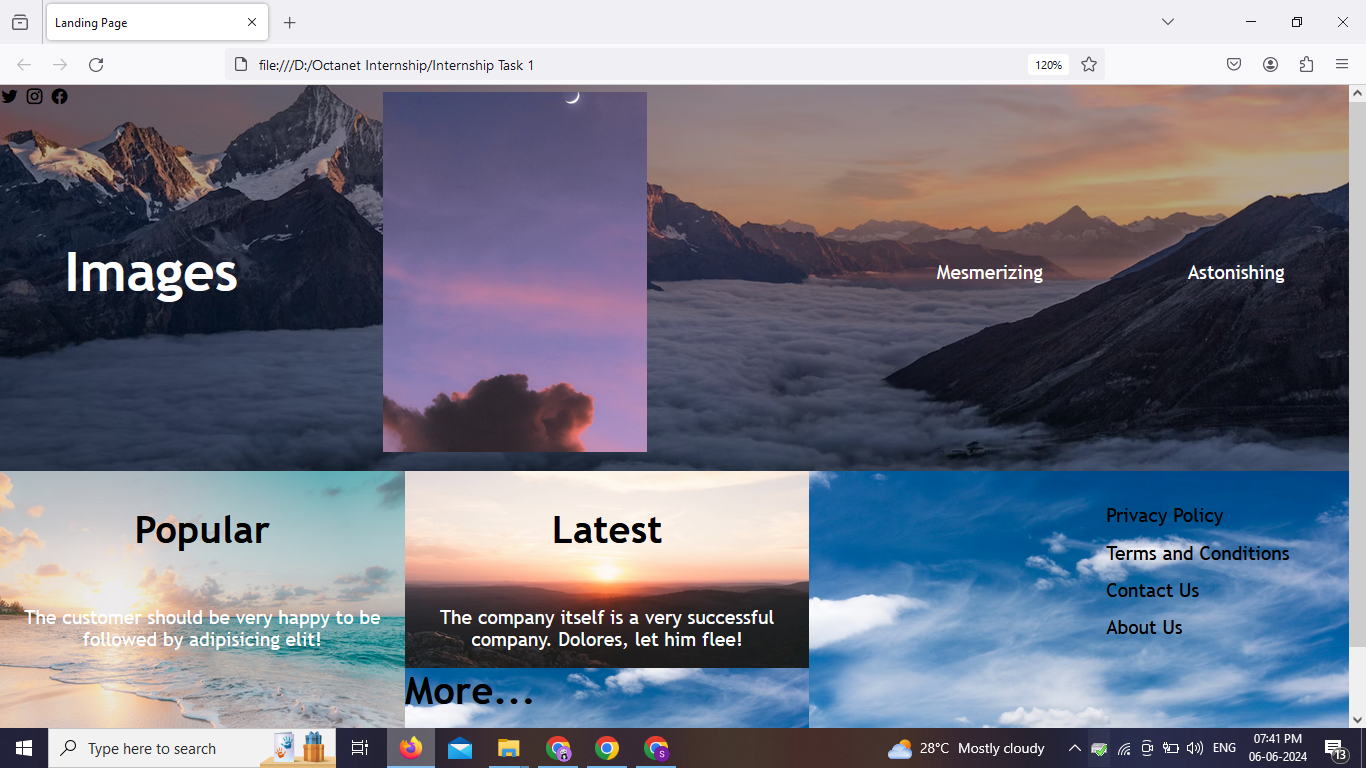 Landing Page
file:///D:/Octanet Internship/Internship Task 1
120%
Images
Mesmerizing
Astonishing
Popular
The customer should be very happy to be
followed by adipisicing elit!
Latest
The company itself is a very successful
company. Dolores, let him flee!
More...
Privacy Policy
Terms and Conditions
Contact Us
About Us
Type here to search
28°C Mostly cloudy
ENG
07:41 PM
06-06-2024
13
S